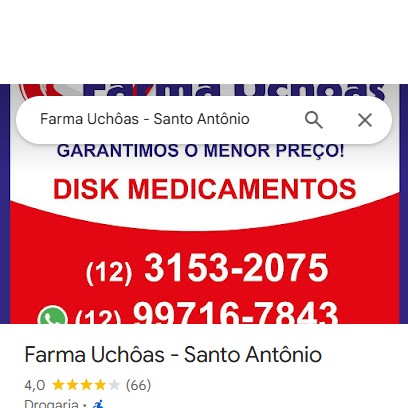 Farma Uchôas
Farma Uchôas - Santo Antônio
GARANTIMOS O MENOR PREÇO!
DISK MEDICAMENTOS
(12) 3153-2075
(12) 99716-7843
Farma Uchôas - Santo Antônio
4,0 (66)
Drogaria ·